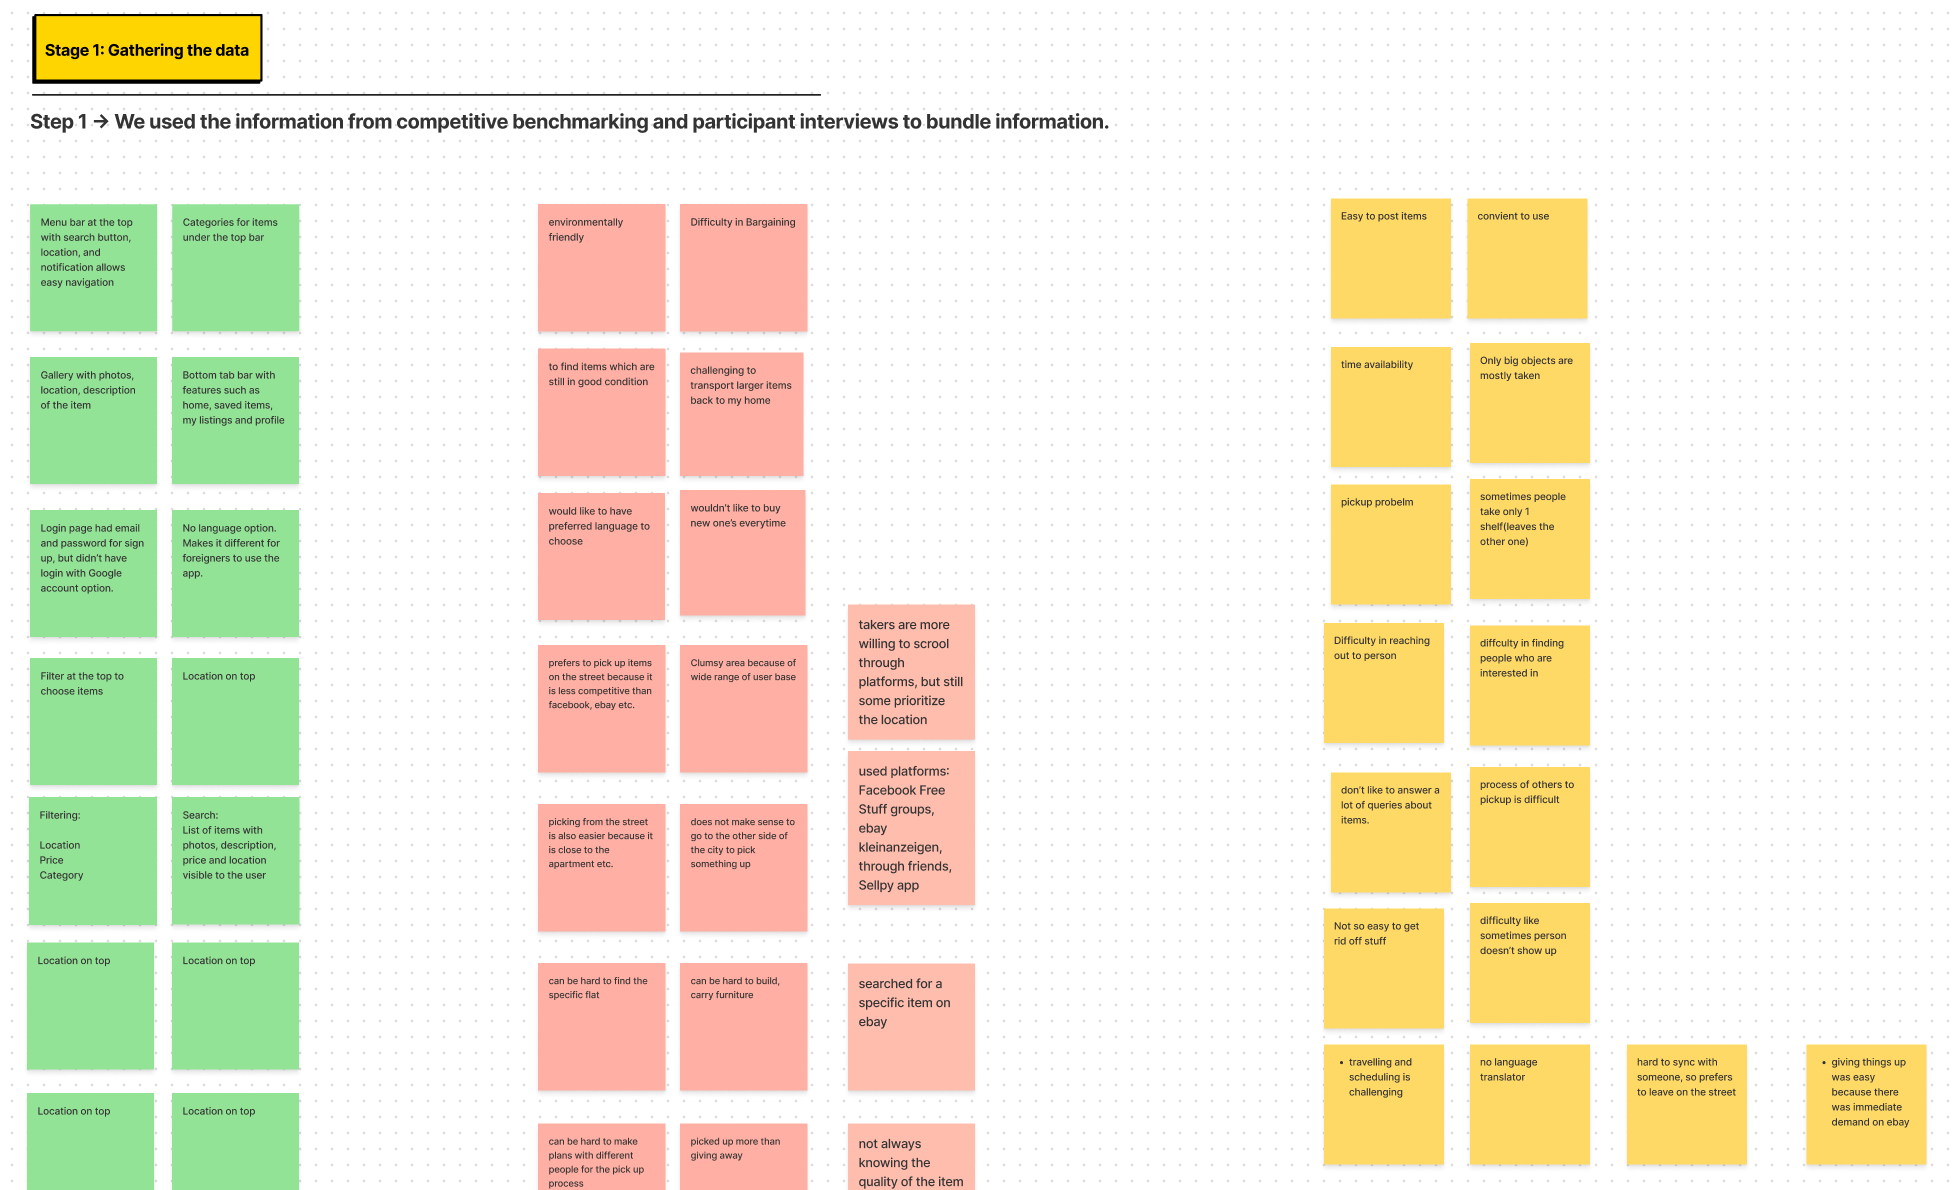 Stage 1: Gathering the data
Step 1 → We used the information from competitive benchmarking and participant interviews to bundle information.
Menu bar at the top
with search button,
location, and
notification allows
easy navigation
Categories for items
under the top bar
Gallery with photos,
location, description
of the item
Bottom tab bar with
features such as
home, saved items,
my listings and profile
Login page had email
and password for sign
up, but didn't have
login with Google
account option.
No language option.
Makes it different for
foreigners to use the
app.
Filter at the top to
choose items
Location on top
Filtering:
Location
Price
Category
Search:
List of items with
photos, description,
price and location
visible to the user
Location on top
Location on top
Location on top
Location on top
environmentally
friendly
Difficulty in Bargaining
to find items which are
still in good condition
challenging to
transport larger items
back to my home
would like to have
preferred language to
choose
wouldn't like to buy
new one's everytime
prefers to pick up items
on the street because it
is less competitive than
facebook, ebay etc.
Clumsy area because of
wide range of user base
picking from the street
is also easier because it
is close to the
apartment etc.
does not make sense to
go to the other side of
the city to pick
something up
can be hard to find the
specific flat
can be hard to build,
carry furniture
can be hard to make
plans with different
people for the pick up
process
picked up more than
giving away
takers are more
willing to scrool
through
platforms, but still
some prioritize
the location
used platforms:
Facebook Free
Stuff groups,
ebay
kleinanzeigen,
through friends,
Sellpy app
searched for a
specific item on
ebay
not always
knowing the
quality of the item
Easy to post items
convient to use
time availability
Only big objects are
mostly taken
pickup probelm
sometimes people
take only 1
shelf(leaves the
other one)
Difficulty in reaching
out to person
diffculty in finding
people who are
interested in
don't like to answer a
lot of queries about
items.
process of others to
pickup is difficult
Not so easy to get
rid off stuff
difficulty like
sometimes person
doesn't show up
• travelling and
scheduling is
challenging
no language
translator
hard to sync with
someone, so prefers
to leave on the street
• giving things up
was easy
because there
was immediate
demand on ebay